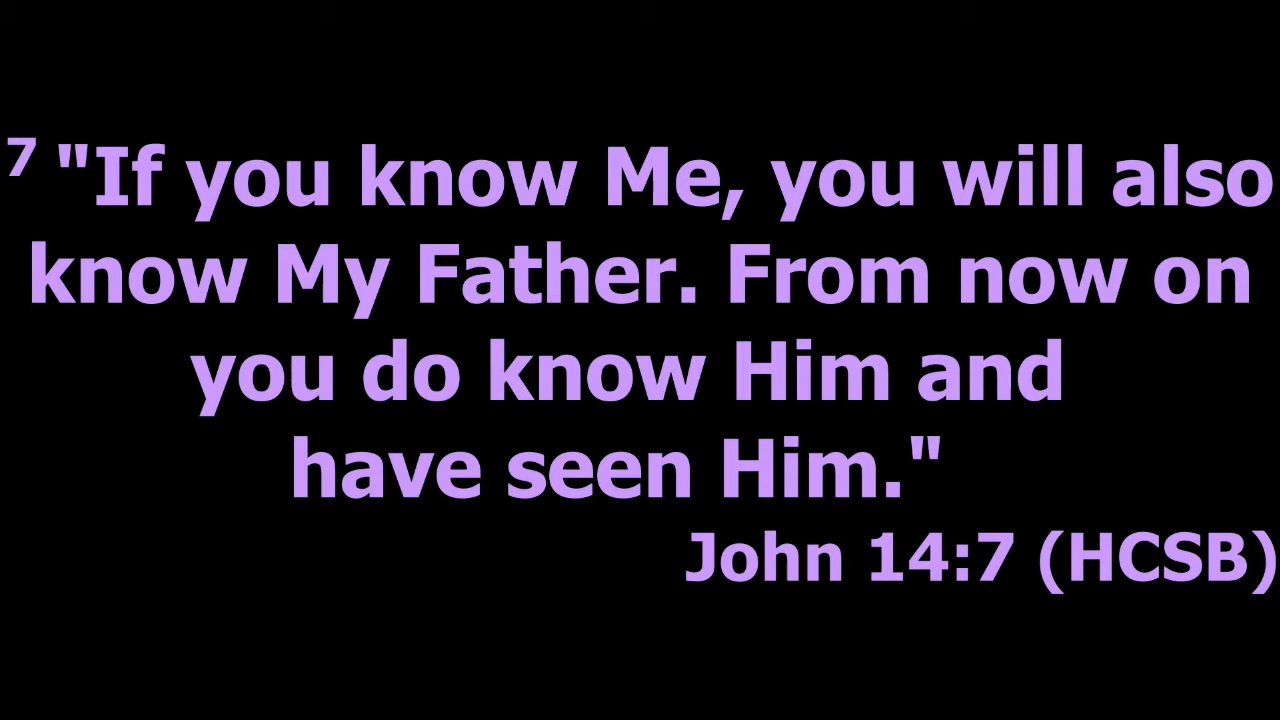 7 "If you know Me, you will also
know My Father. From now on
you do know Him and
have seen Him."
John 14:7 (HCSB)